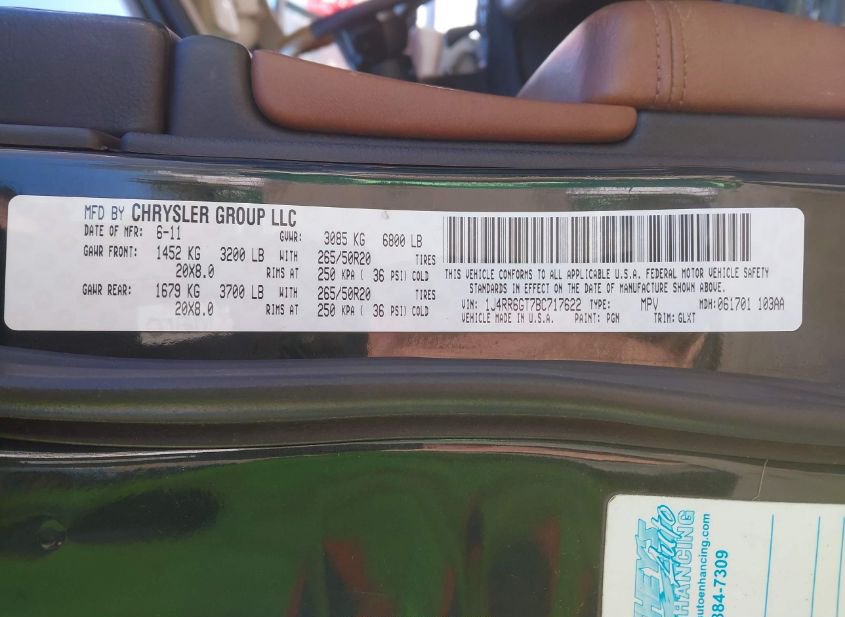 MFD BY CHRYSLER GROUP LLC
DATE OF MFR: 6-11 GVWR: 3085 KG 6800 LB
GAWR FRONT: 1452 KG 3200 LB WITH 265/50R20 TIRES
20X8.0 RIMS AT 250 KPA ( 36 PSI) COLD
GAWR REAR: 1679 KG 3700 LB WITH 265/50R20 TIRES
20X8.0 RIMS AT 250 KPA ( 36 PSI) COLD
THIS VEHICLE CONFORMS TO ALL APPLICABLE U.S.A. FEDERAL MOTOR VEHICLE SAFETY
STANDARDS IN EFFECT ON THE DATE OF MANUFACTURE SHOWN ABOVE.
VIN: 1J4RR6GT7BC717622 TYPE: MPV MDH: 061701 103AA
VEHICLE MADE IN U.S.A. PAINT: PGN TRIM: GLXT
Auto
HANCING
autoenhancing.com
384-7309